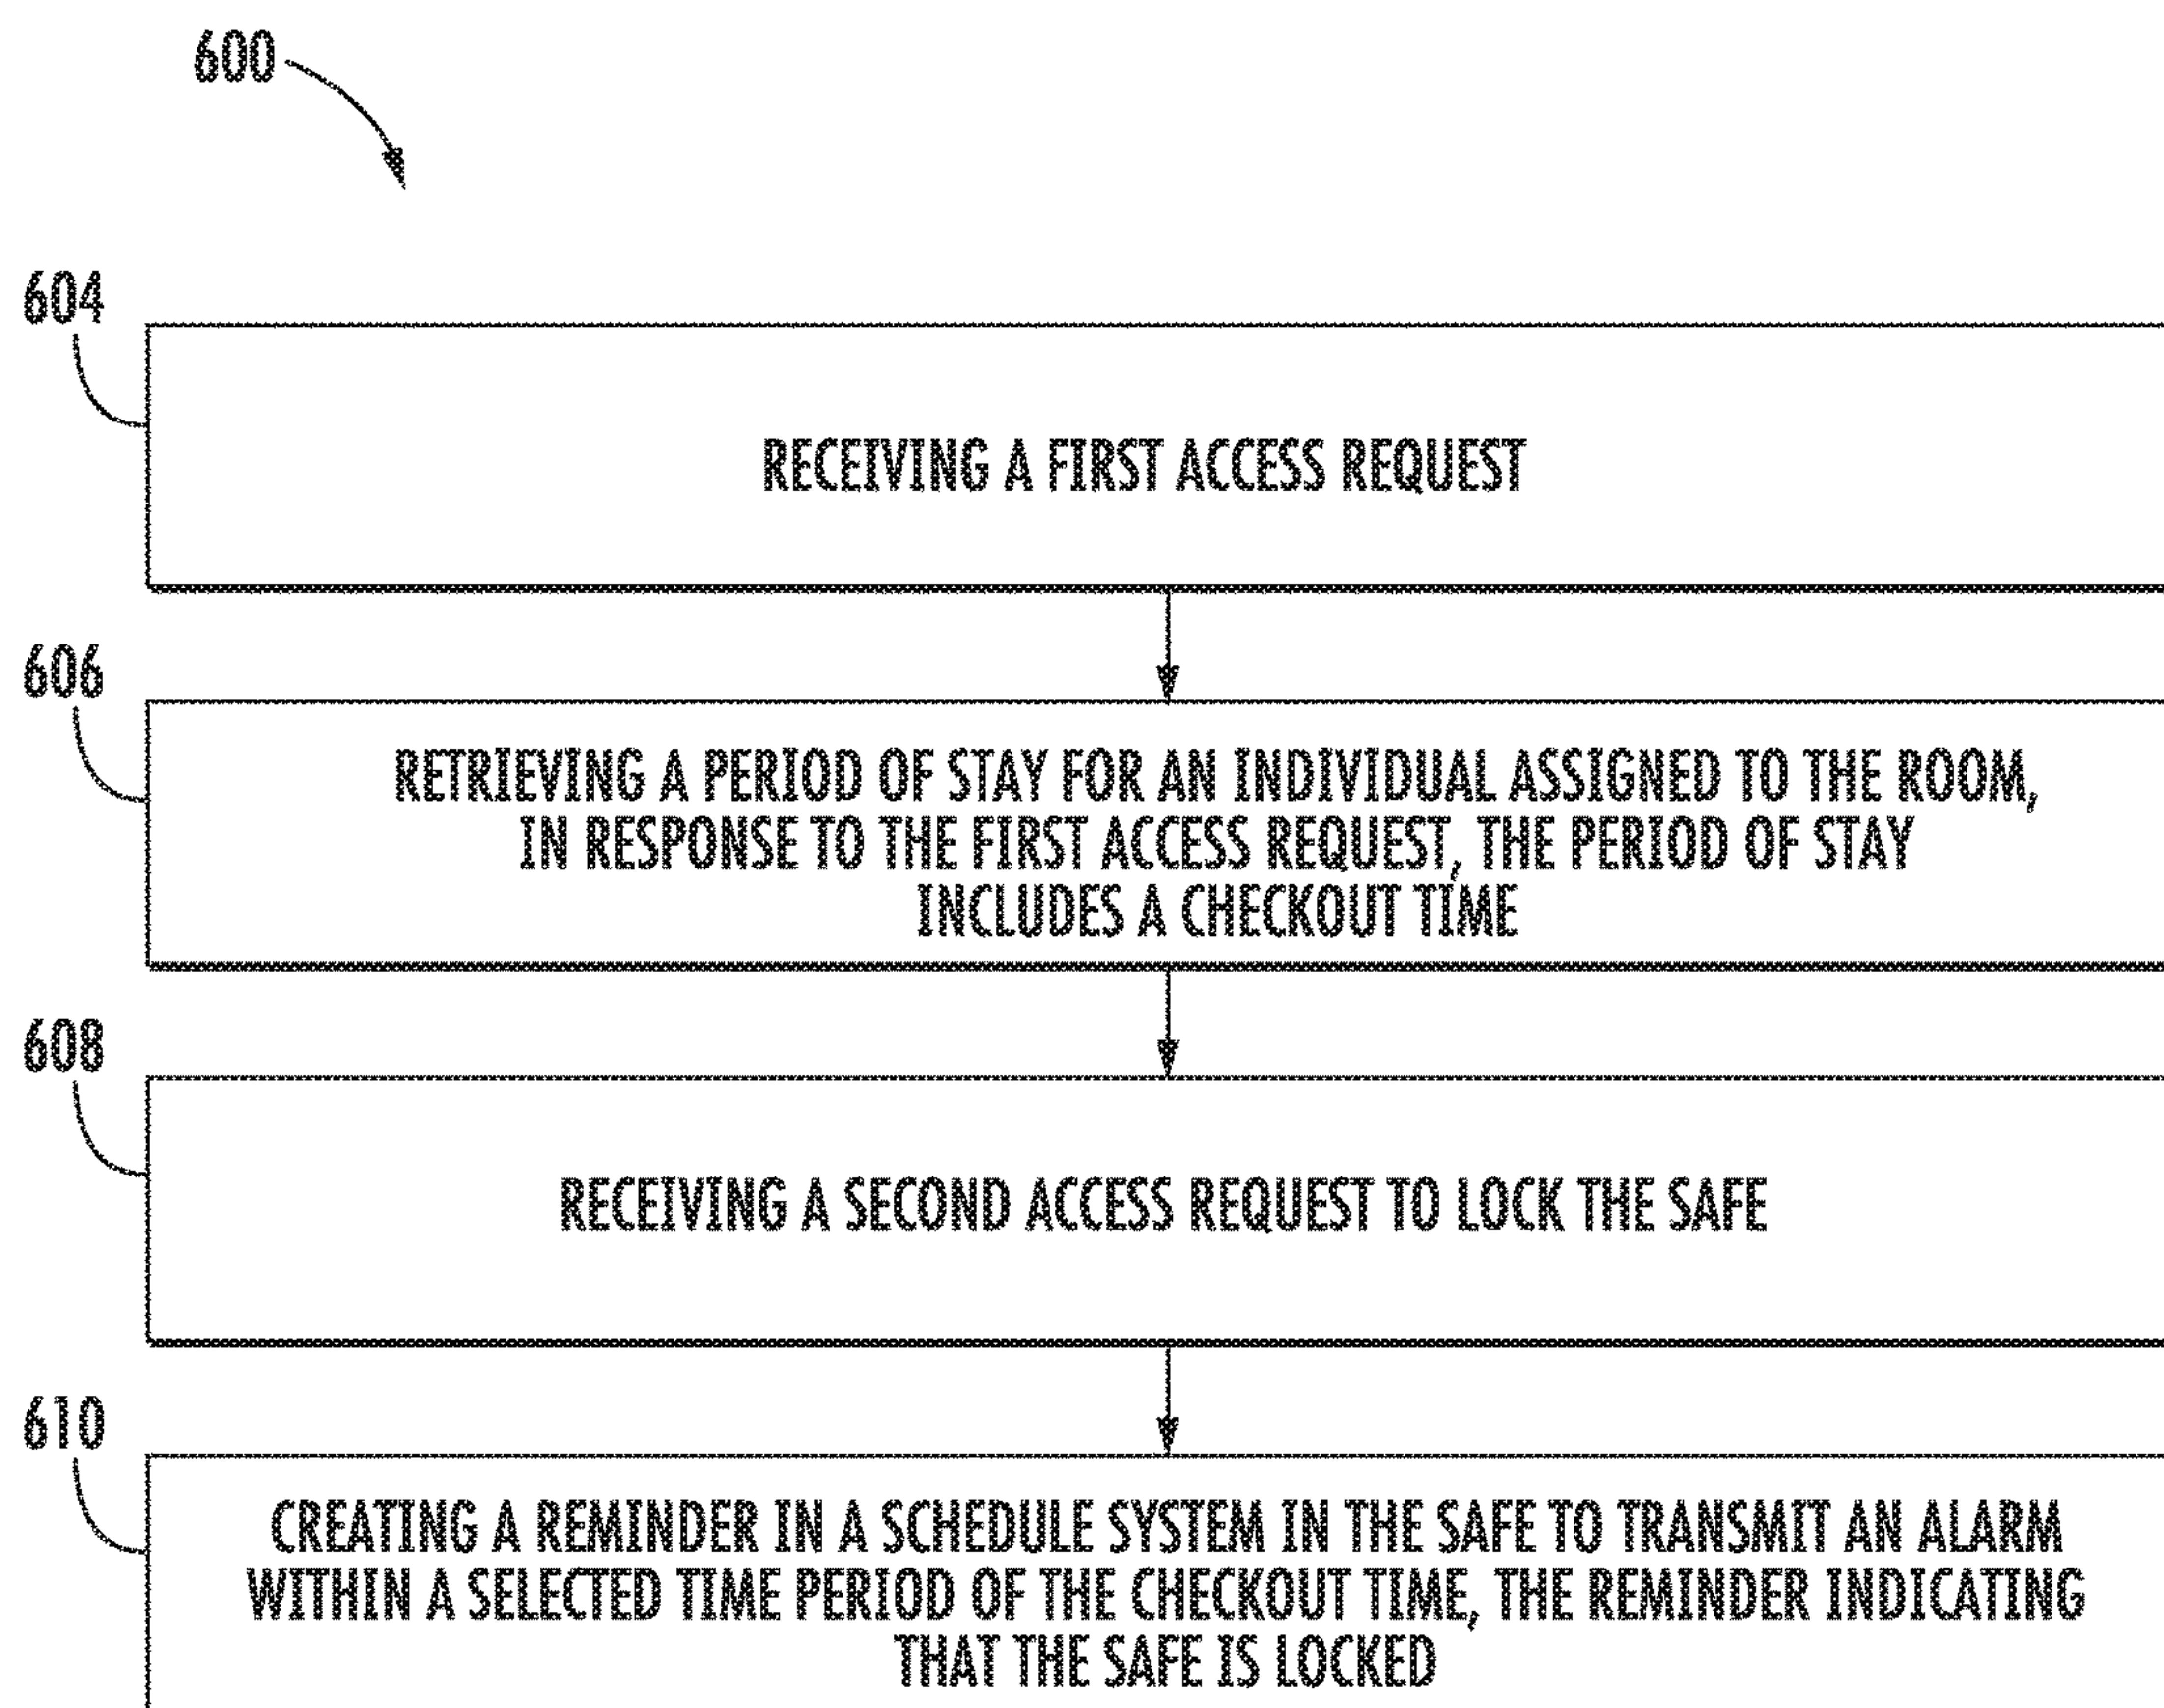 600
604
RECEIVING A FIRST ACCESS REQUEST
606
RETRIEVING A PERIOD OF STAY FOR AN INDIVIDUAL ASSIGNED TO THE ROOM,
IN RESPONSE TO THE FIRST ACCESS REQUEST, THE PERIOD OF STAY
INCLUDES A CHECKOUT TIME
608
RECEIVING A SECOND ACCESS REQUEST TO LOCK THE SAFE
610
CREATING A REMINDER IN A SCHEDULE SYSTEM IN THE SAFE TO TRANSMIT AN ALARM
WITHIN A SELECTED TIME PERIOD OF THE CHECKOUT TIME, THE REMINDER INDICATING
THAT THE SAFE IS LOCKED